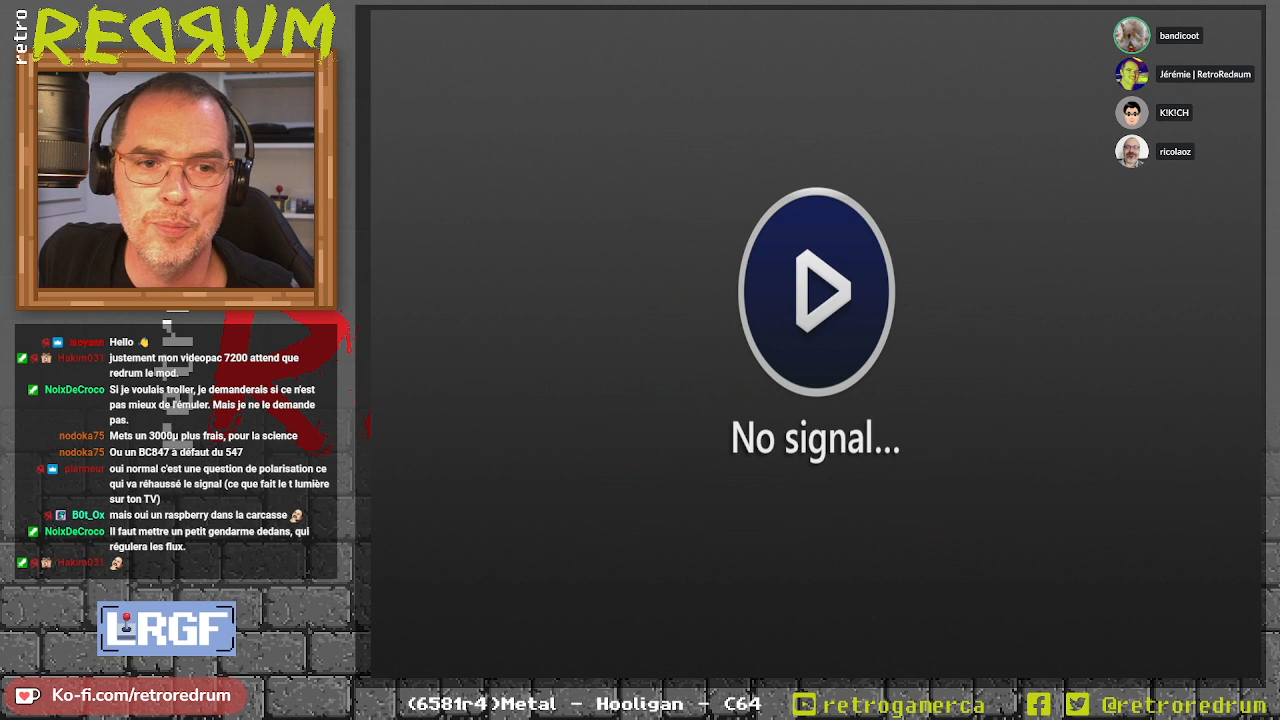 retro
REDRUM
bandicoot
Jérémie | RetroRedяum
K!K!CH
ricolaoz
No signal...
isoyann Hello
Hakim031 justement mon videopac 7200 attend que
redrum le mod.
NoixDeCroco Si je voulais troller, je demanderais si ce n'est
pas mieux de l'émuler. Mais je ne le demande
pas.
nodoka75 Mets un 3000µ plus frais, pour la science
nodoka75 Ou un BC847 à défaut du 547
oui normal c'est une question de polarisation ce
qui va réhaussé le signal (ce que fait le t lumière
sur ton TV)
B0t_Ox mais oui un raspberry dans la carcasse
NoixDeCroco Il faut mettre un petit gendarme dedans, qui
régulera les flux.
Hakim031
LRGF
Ko-fi.com/retroredrum
(6581r4)Metal - Hooligan - C64
retrogamerca
@retroredrum